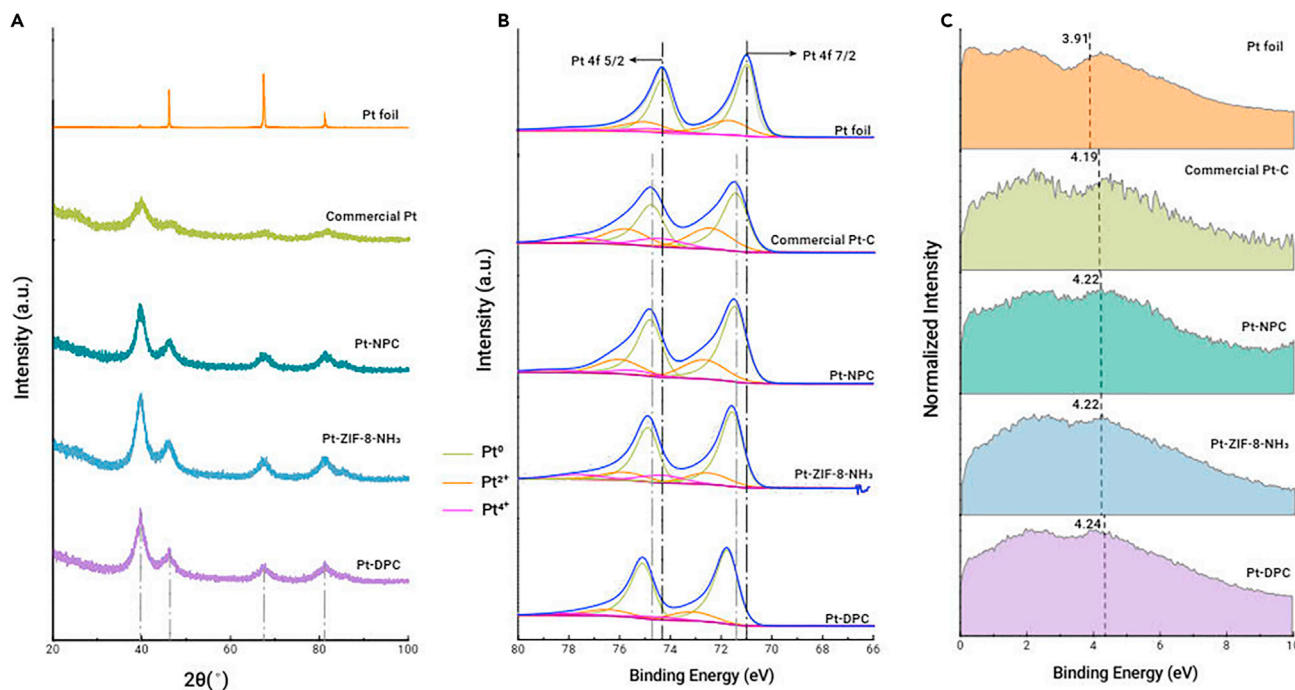 A
Pt foil
Commercial Pt
Pt-NPC
Pt-ZIF-8-NH₃
Pt-DPC
Intensity (a.u.)
20 40 60 80 100
2θ(°)
B
Pt 4f 5/2
Pt 4f 7/2
Pt foil
Commercial Pt-C
Pt-NPC
Pt-ZIF-8-NH₃
Pt-DPC
Pt⁰
Pt²⁺
Pt⁴⁺
Intensity (a.u.)
80 78 76 74 72 70 68 66
Binding Energy (eV)
C
3.91
Pt foil
4.19
Commercial Pt-C
4.22
Pt-NPC
4.22
Pt-ZIF-8-NH₃
4.24
Pt-DPC
Normalized Intensity
0 2 4 6 8 10
Binding Energy (eV)